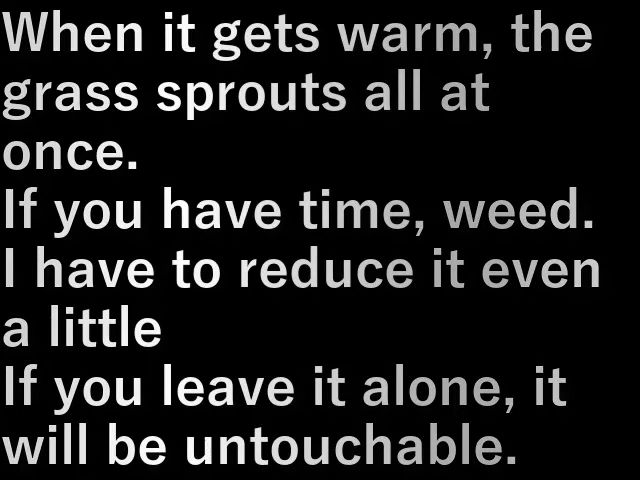 When it gets warm, the
grass sprouts all at
once.
If you have time, weed.
I have to reduce it even
a little
If you leave it alone, it
will be untouchable.